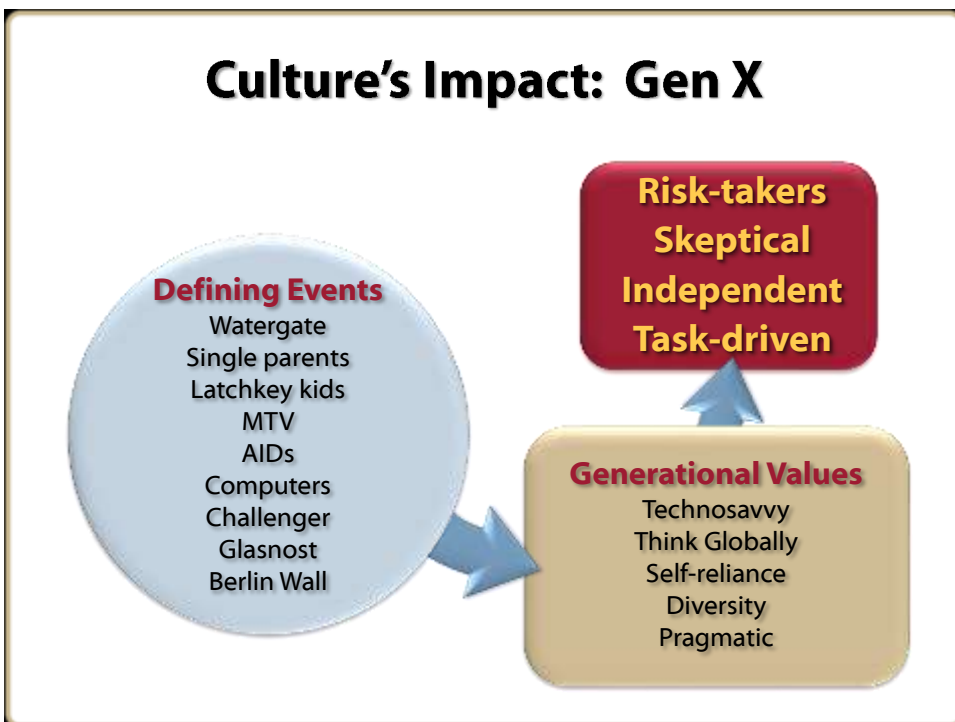 Culture's Impact: Gen X
Defining Events
Watergate
Single parents
Latchkey kids
MTV
AIDs
Computers
Challenger
Glasnost
Berlin Wall
Generational Values
Technosavvy
Think Globally
Self-reliance
Diversity
Pragmatic
Risk-takers
Skeptical
Independent
Task-driven